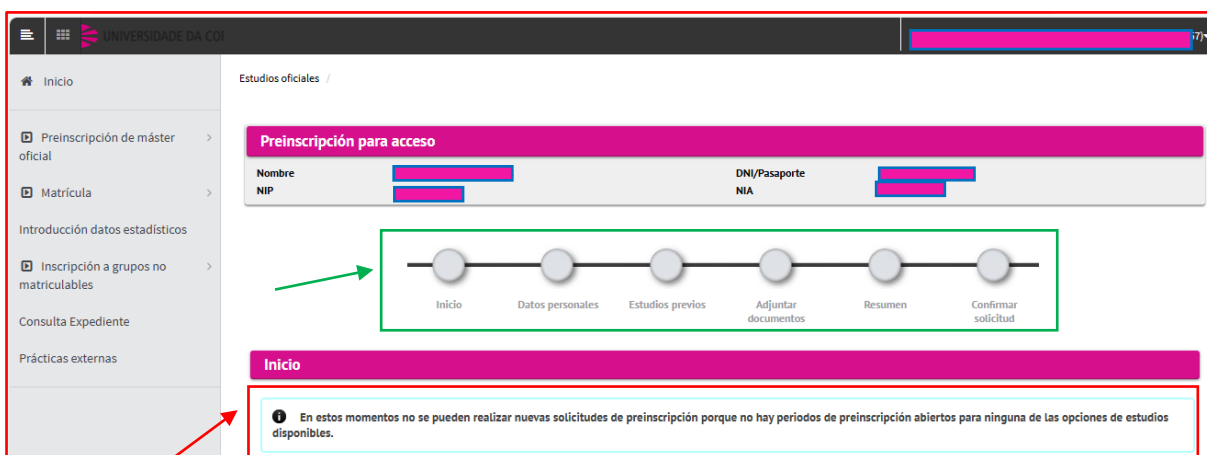 UNIVERSIDADE DA COI
57)
Inicio
Estudios oficiales /
Preinscripción de máster
oficial
Matrícula
Introducción datos estadísticos
Inscripción a grupos no
matriculables
Consulta Expediente
Prácticas externas
Preinscripción para acceso
Nombre
DNI/Pasaporte
NIP
NIA
Inicio
Datos personales
Estudios previos
Adjuntar
documentos
Resumen
Confirmar
solicitud
Inicio
En estos momentos no se pueden realizar nuevas solicitudes de preinscripción porque no hay periodos de preinscripción abiertos para ninguna de las opciones de estudios
disponibles.